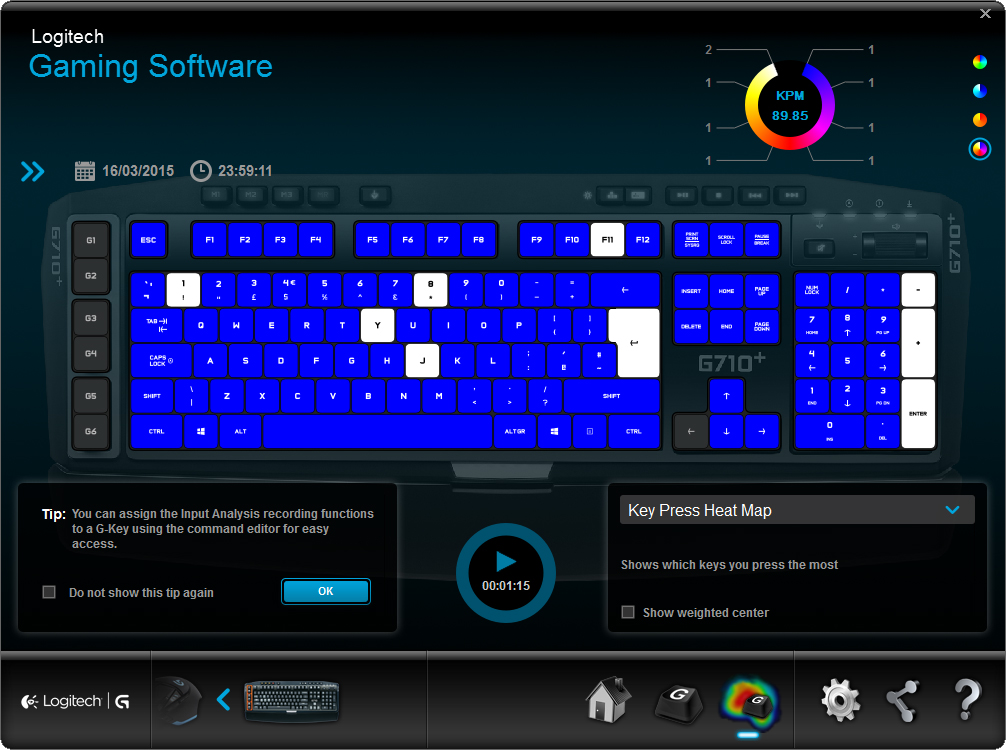 Logitech
Gaming Software
2 1
1 1
1 1
1 1
KPM
89.85
16/03/2015 23:59:11
M1 M2 M3
G710+ G710+
G1 ESC F1 F2 F3 F4 F5 F6 F7 F8 F9 F10 F11 F12 PRINT SCRN SYSRQ SCROLL LOCK PAUSE BREAK
G2 1 ! 2 " 3 £ 4 € $ 5 % 6 ^ 7 & 8 * 9 ( 0 ) - _ = + ← INSERT HOME PAGE UP NUM LOCK / * -
G3 TAB Q W E R T Y U I O P [ { ] } ↵ DELETE END PAGE DOWN 7 HOME 8 ↑ 9 PG UP +
G4 CAPS LOCK A S D F G H J K L ; : # ~ G710+ 4 ← 5 6 →
G5 SHIFT \ | Z X C V B N M , < . > / ? SHIFT ↑ 1 END 2 ↓ 3 PG DN ENTER
G6 CTRL ALT ALT GR CTRL ← ↓ → 0 INS . DEL
Tip: You can assign the Input Analysis recording functions
to a G-Key using the command editor for easy
access.
Do not show this tip again OK
00:01:15
Key Press Heat Map
Shows which keys you press the most
Show weighted center
Logitech G
G G